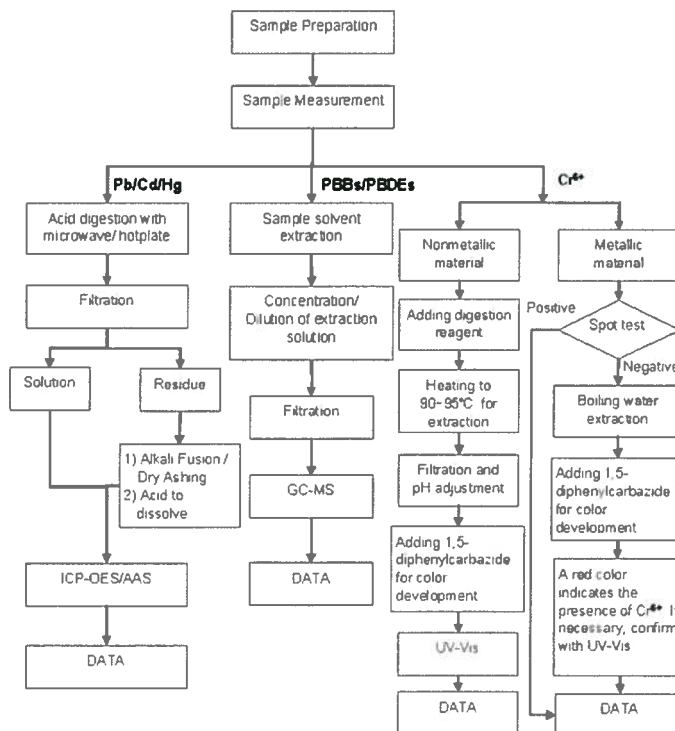 Sample Preparation
Sample Measurement
Pb/Cd/Hg
Acid digestion with
microwave/ hotplate
Filtration
Solution
Residue
1) Alkali Fusion /
Dry Ashing
2) Acid to
dissolve
ICP-OES/AAS
DATA
PBBs/PBDEs
Sample solvent
extraction
Concentration/
Dilution of extraction
solution
Filtration
GC-MS
DATA
Cr⁶⁺
Nonmetallic
material
Adding digestion
reagent
Heating to
90~95°C for
extraction
Filtration and
pH adjustment
Adding 1,5-
diphenylcarbazide
for color
development
UV-Vis
DATA
Metallic
material
Positive
Spot test
Negative
Boiling water
extraction
Adding 1,5-
diphenylcarbazide
for color
development
A red color
indicates the
presence of Cr⁶⁺ I
necessary, confirm
with UV-Vis
DATA